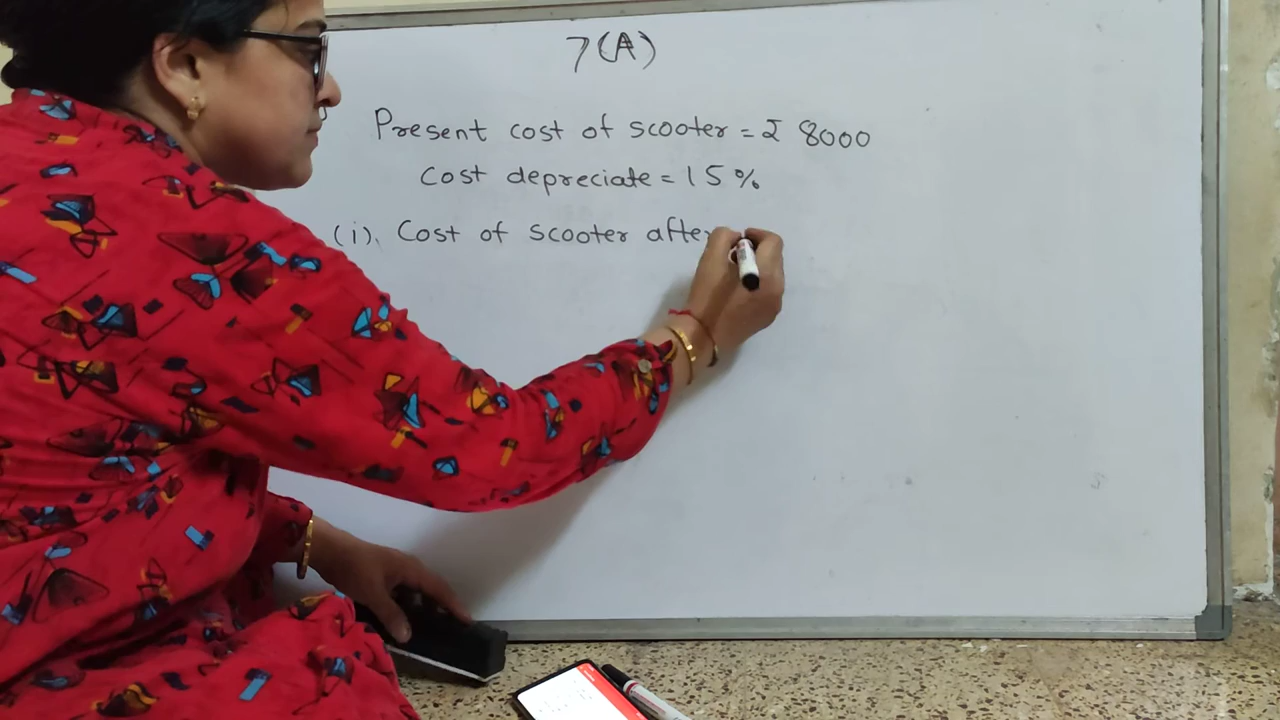 7(A)
Present cost of scooter = ₹ 8000
Cost depreciate = 15%
(i). Cost of scooter after